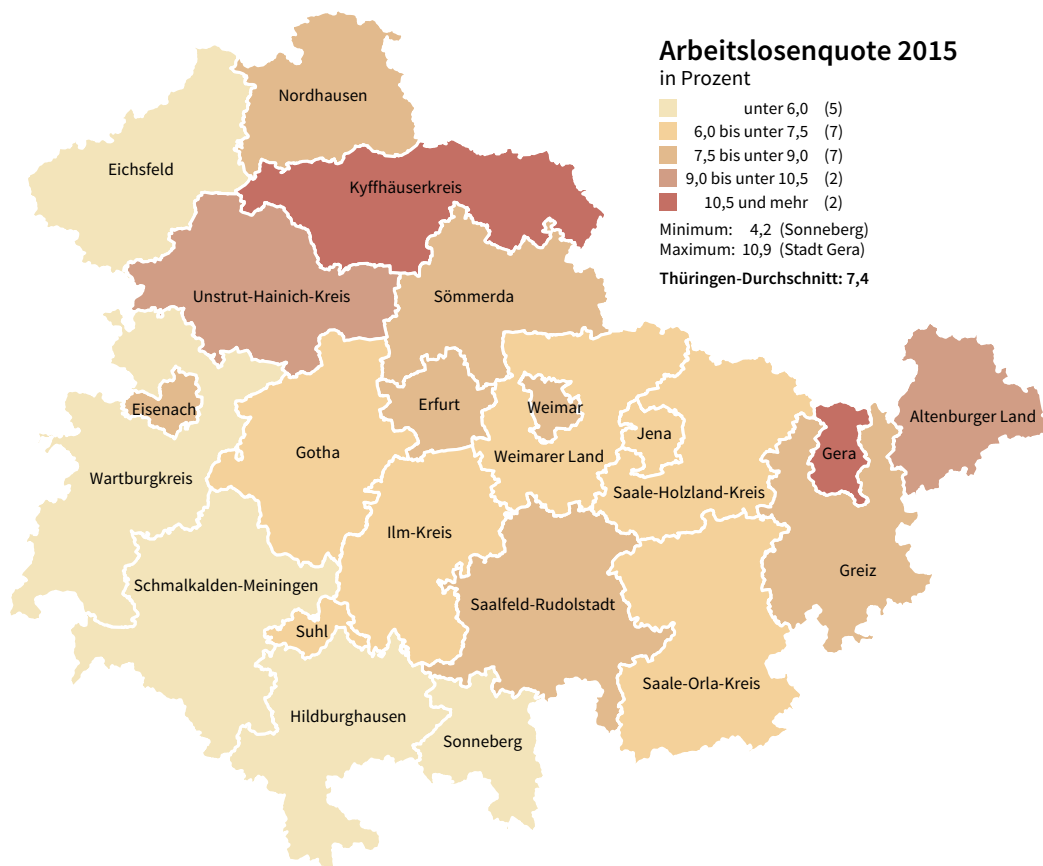 Arbeitslosenquote 2015
in Prozent
unter 6,0 (5)
6,0 bis unter 7,5 (7)
7,5 bis unter 9,0 (7)
9,0 bis unter 10,5 (2)
10,5 und mehr (2)
Minimum: 4,2 (Sonneberg)
Maximum: 10,9 (Stadt Gera)
Thüringen-Durchschnitt: 7,4
Nordhausen
Eichsfeld
Kyffhäuserkreis
Unstrut-Hainich-Kreis
Sömmerda
Eisenach
Erfurt
Weimar
Altenburger Land
Jena
Gotha
Weimarer Land
Gera
Wartburgkreis
Saale-Holzland-Kreis
Ilm-Kreis
Greiz
Schmalkalden-Meiningen
Saalfeld-Rudolstadt
Suhl
Saale-Orla-Kreis
Hildburghausen
Sonneberg